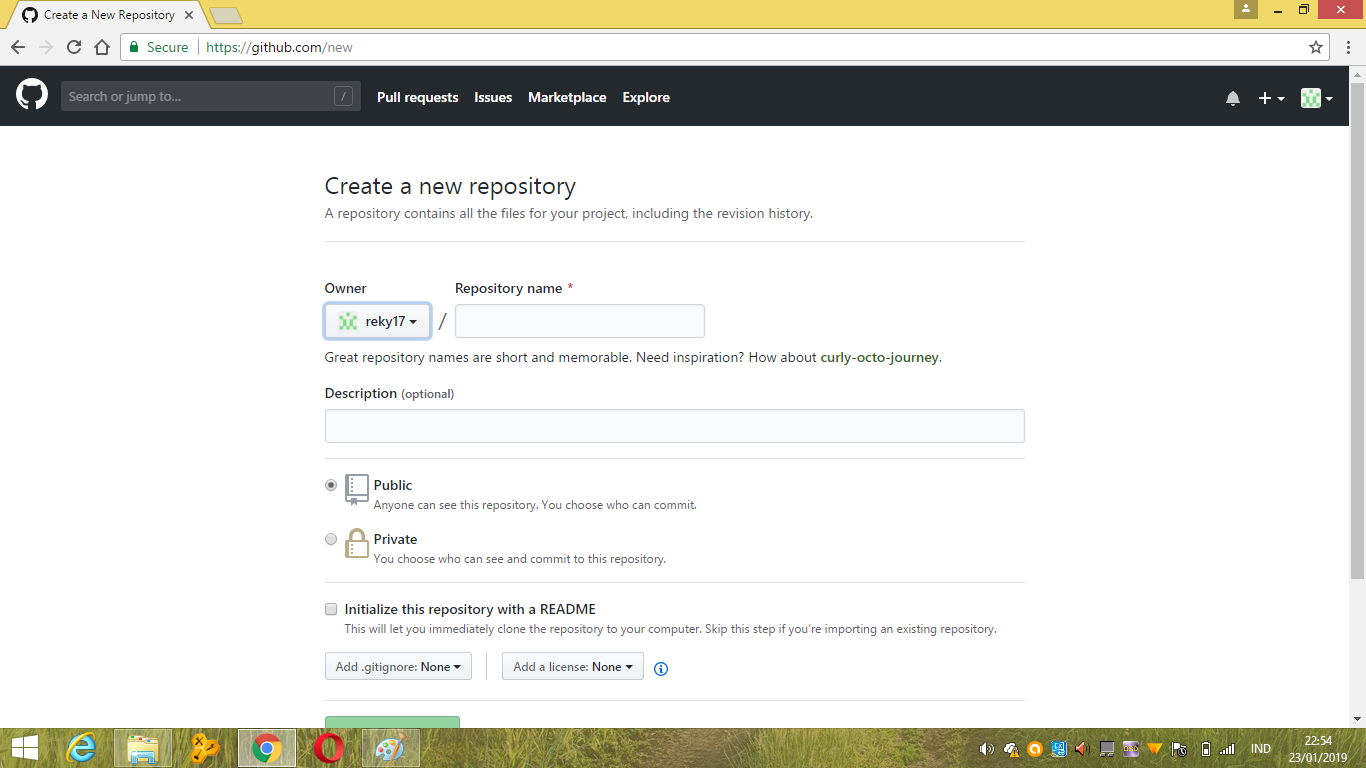 Create a New Repository
Secure
https://github.com/new
Search or jump to...
/
Pull requests
Issues
Marketplace
Explore
Create a new repository
A repository contains all the files for your project, including the revision history.
Owner
Repository name *
reky17
/
Great repository names are short and memorable. Need inspiration? How about curly-octo-journey.
Description (optional)
Public
Anyone can see this repository. You choose who can commit.
Private
You choose who can see and commit to this repository.
Initialize this repository with a README
This will let you immediately clone the repository to your computer. Skip this step if you’re importing an existing repository.
Add .gitignore: None
Add a license: None
IND
22:54
23/01/2019